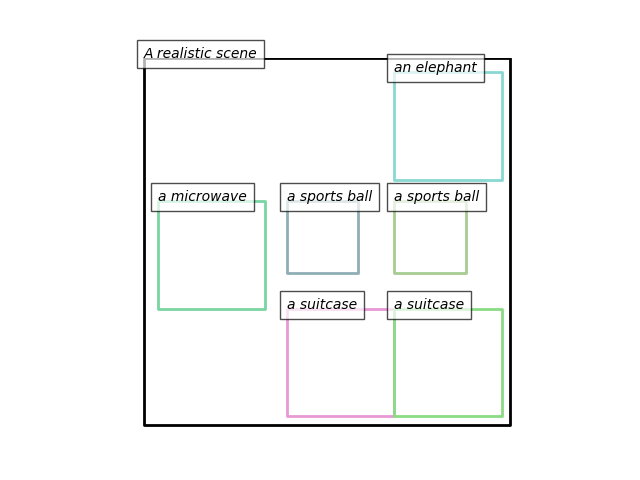 A realistic scene
an elephant
a microwave
a sports ball
a sports ball
a suitcase
a suitcase